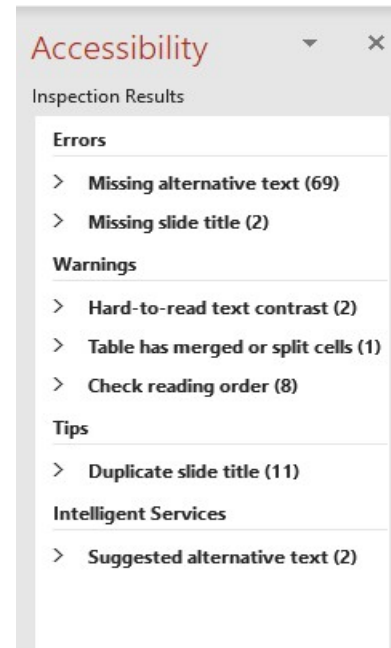 Accessibility
Inspection Results
Errors
Missing alternative text (69)
Missing slide title (2)
Warnings
Hard-to-read text contrast (2)
Table has merged or split cells (1)
Check reading order (8)
Tips
Duplicate slide title (11)
Intelligent Services
Suggested alternative text (2)